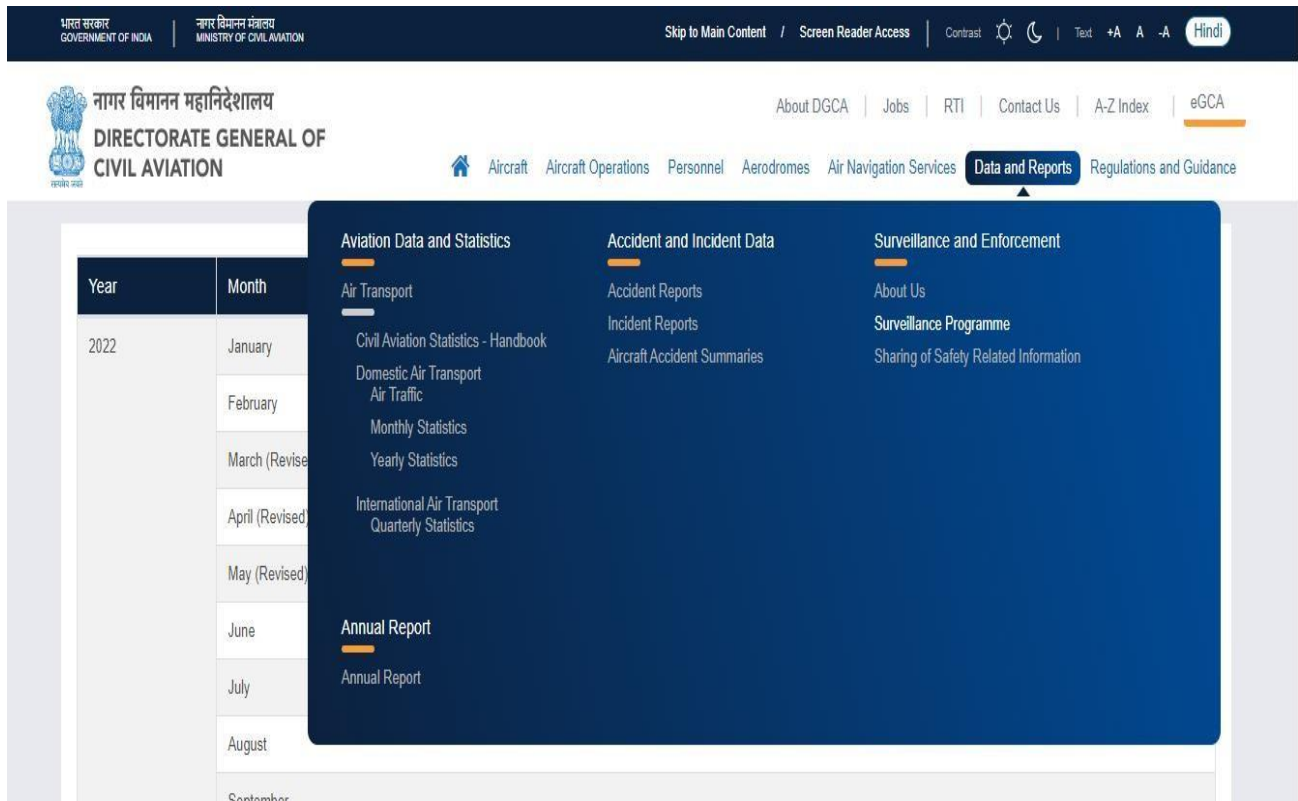 भारत सरकार
GOVERNMENT OF INDIA
नागर विमानन मंत्रालय
MINISTRY OF CIVIL AVIATION
Skip to Main Content / Screen Reader Access
Contrast
Text +A A -A
Hindi
नागर विमानन महानिदेशालय
DIRECTORATE GENERAL OF
CIVIL AVIATION
सत्यमेव जयते
About DGCA | Jobs | RTI | Contact Us | A-Z Index | eGCA
Aircraft Aircraft Operations Personnel Aerodromes Air Navigation Services Data and Reports Regulations and Guidance
Year Month
2022
January
February
March (Revise
April (Revised)
May (Revised)
June
July
August
September
Aviation Data and Statistics
Air Transport
Civil Aviation Statistics - Handbook
Domestic Air Transport
Air Traffic
Monthly Statistics
Yearly Statistics
International Air Transport
Quarterly Statistics
Annual Report
Annual Report
Accident and Incident Data
Accident Reports
Incident Reports
Aircraft Accident Summaries
Surveillance and Enforcement
About Us
Surveillance Programme
Sharing of Safety Related Information